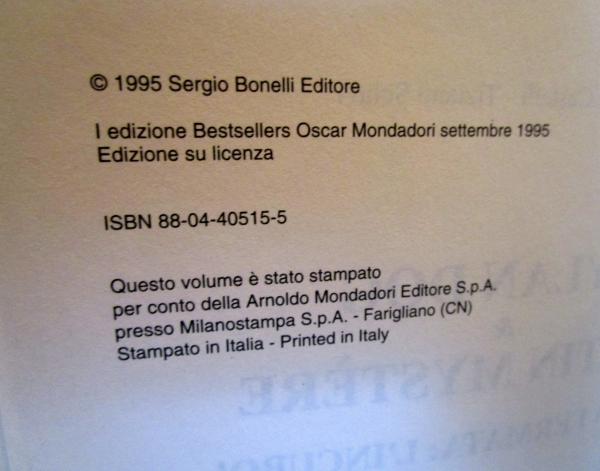 © 1995 Sergio Bonelli Editore
I edizione Bestsellers Oscar Mondadori settembre 1995
Edizione su licenza
ISBN 88-04-40515-5
Questo volume è stato stampato
per conto della Arnoldo Mondadori Editore S.p.A.
presso Milanostampa S.p.A. - Farigliano (CN)
Stampato in Italia - Printed in Italy